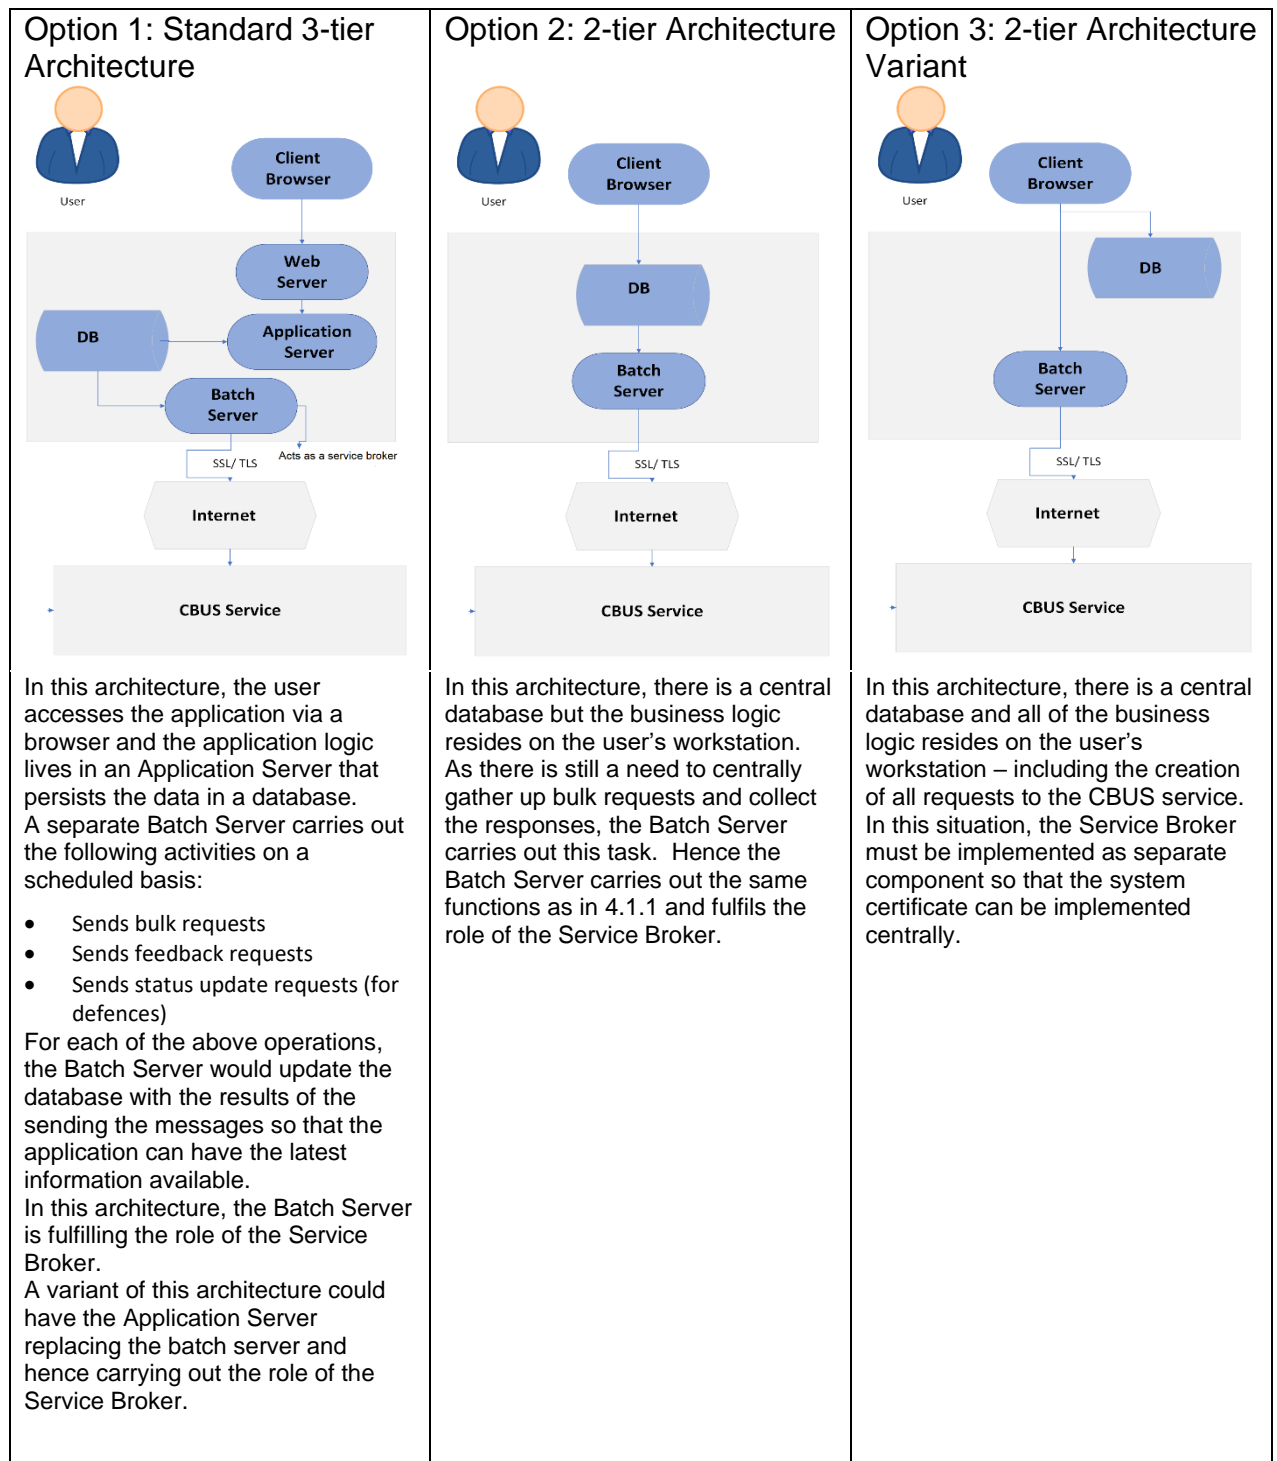 Option 1: Standard 3-tier
Architecture
User
Client
Browser
Web
Server
DB
Application
Server
Batch
Server
Acts as a service broker
SSL/ TLS
Internet
CBUS Service
In this architecture, the user
accesses the application via a
browser and the application logic
lives in an Application Server that
persists the data in a database.
A separate Batch Server carries out
the following activities on a
scheduled basis:
• Sends bulk requests
• Sends feedback requests
• Sends status update requests (for
defences)
For each of the above operations,
the Batch Server would update the
database with the results of the
sending the messages so that the
application can have the latest
information available.
In this architecture, the Batch Server
is fulfilling the role of the Service
Broker.
A variant of this architecture could
have the Application Server
replacing the batch server and
hence carrying out the role of the
Service Broker.
Option 2: 2-tier Architecture
User
Client
Browser
DB
Batch
Server
SSL/ TLS
Internet
CBUS Service
In this architecture, there is a central
database but the business logic
resides on the user’s workstation.
As there is still a need to centrally
gather up bulk requests and collect
the responses, the Batch Server
carries out this task.  Hence the
Batch Server carries out the same
functions as in 4.1.1 and fulfils the
role of the Service Broker.
Option 3: 2-tier Architecture
Variant
User
Client
Browser
DB
Batch
Server
SSL/ TLS
Internet
CBUS Service
In this architecture, there is a central
database and all of the business
logic resides on the user’s
workstation – including the creation
of all requests to the CBUS service.
In this situation, the Service Broker
must be implemented as separate
component so that the system
certificate can be implemented
centrally.